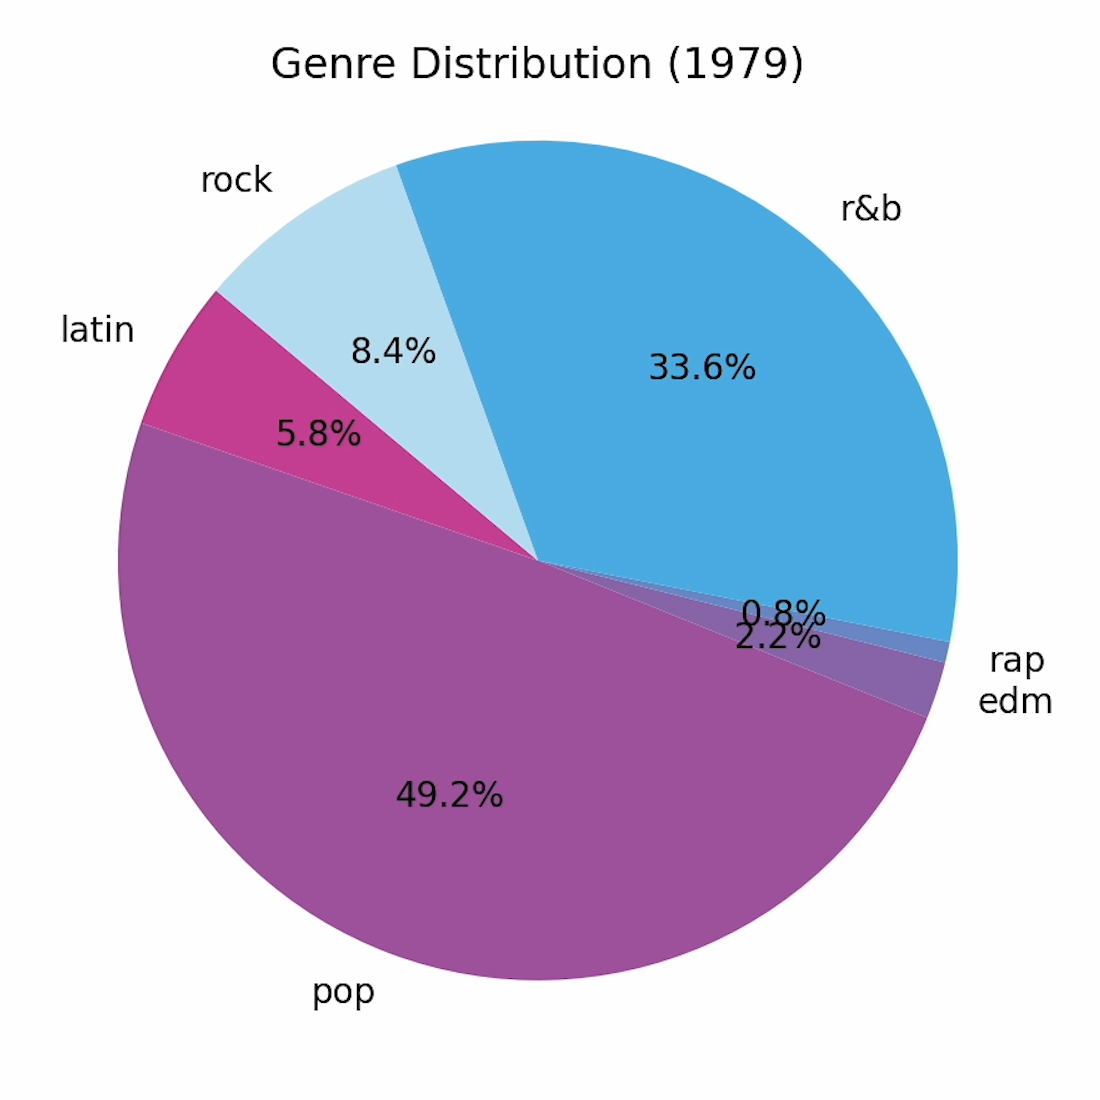 Genre Distribution (1979)
rock
r&b
latin
8.4%
33.6%
5.8%
0.8%
2.2%
rap
edm
49.2%
pop